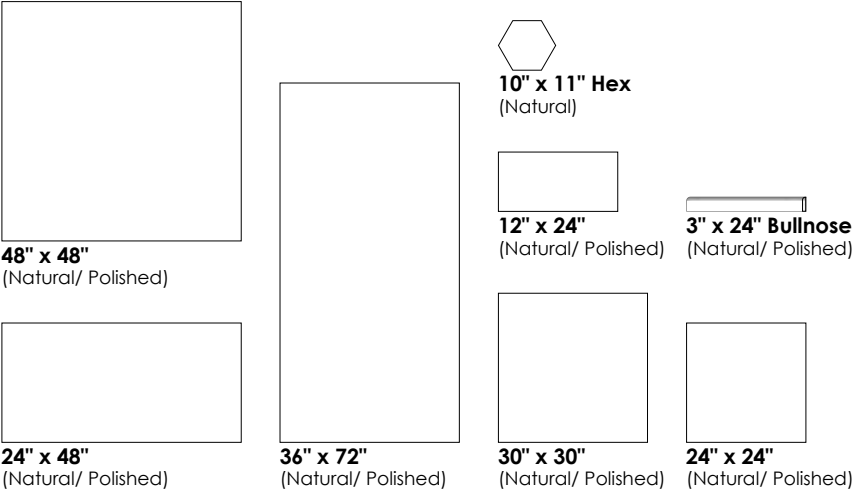 48" x 48"
(Natural/ Polished)
24" x 48"
(Natural/ Polished)
36" x 72"
(Natural/ Polished)
10" x 11" Hex
(Natural)
12" x 24"
(Natural/ Polished)
3" x 24" Bullnose
(Natural/ Polished)
30" x 30"
(Natural/ Polished)
24" x 24"
(Natural/ Polished)